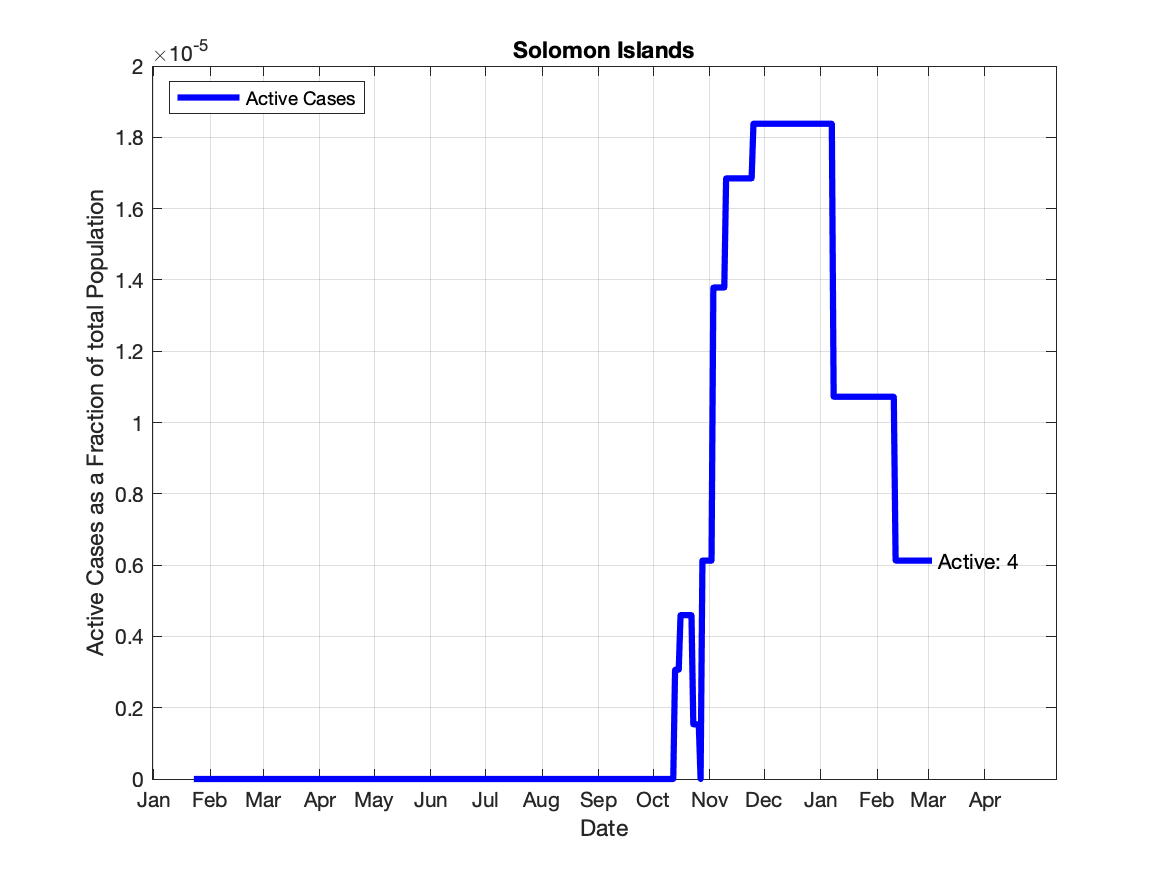 Solomon Islands
×10-5
Active Cases
2
1.8
1.6
1.4
1.2
1
0.8
0.6
0.4
0.2
0
Active Cases as a Fraction of total Population
Active: 4
Jan Feb Mar Apr May Jun Jul Aug Sep Oct Nov Dec Jan Feb Mar Apr
Date